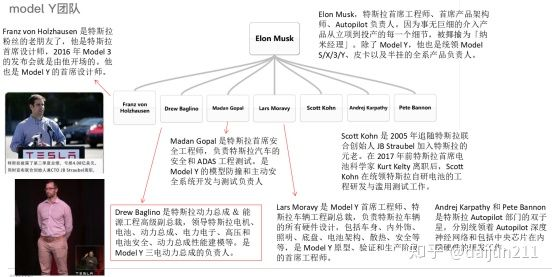 model Y团队
Elon Musk，特斯拉首席工程师、首席产品架构
师、Autopilot 负责人。因为事无巨细的介入产品
从立项到投产的每一个细节，被揶揄为「纳
米经理」。除了 Model Y，他也是统领 Model
S/X/3/Y、皮卡以及半挂的全系产品负责人。
Franz von Holzhausen 是特斯拉
粉丝的老朋友了，他是特斯拉
首席设计师，2016 年 Model 3
的发布会就是由他开场的。他
也是 Model Y 的首席设计师。
Elon Musk
Franz von
Holzhausen
Drew Baglino
Madan Gopal
Lars Moravy
Scott Kohn
Andrej Karpathy
Pete Bannon
TESLA
Madan Gopal 是特斯拉首席安
全工程师，负责特斯拉汽车的
安全和 ADAS 工程测试。是
Model Y 的模型防撞和主动安
全系统开发与测试负责人
Scott Kohn 是 2005 年追随特斯拉联
合创始人 JB Straubel 加入特斯拉的
元老。在 2017 年前特斯拉首席电
池科学家 Kurt Kelty 离职后，Scott
Kohn 在统领特斯拉自研电池的工
程研发与滥用测试工作。
Drew Baglino 是特斯拉动力总成 & 能
源工程高级副总裁，领导特斯拉电
机、电池、动力总成、电力电子、高压和
电池安全、动力总成性能建模等。是
Model Y 三电动力总成的负责人。
Lars Moravy 是 Model Y 首席工程师、特
斯拉车辆工程副总裁，负责特斯拉车辆
的所有硬件设计，包括车身、内外饰、
照明、底盘、电池架构、散热、安全等
等，是 Model Y 原型、验证和生产阶段
的首席工程师。
Andrej Karpathy 和 Pete Bannon
是特斯拉 Autopilot 部门的双子
星，分别统领着 Autopilot 深度
神经网络和包括中央芯片在内
知乎 @daijun211
TESLA